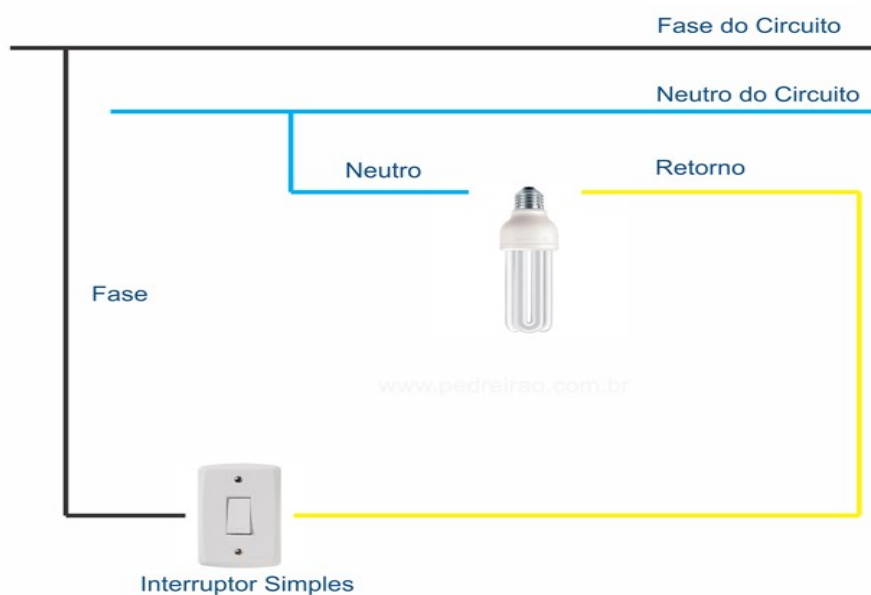 Fase do Circuito
Neutro do Circuito
Neutro
Retorno
Fase
www.pedreirao.com.br
Interruptor Simples